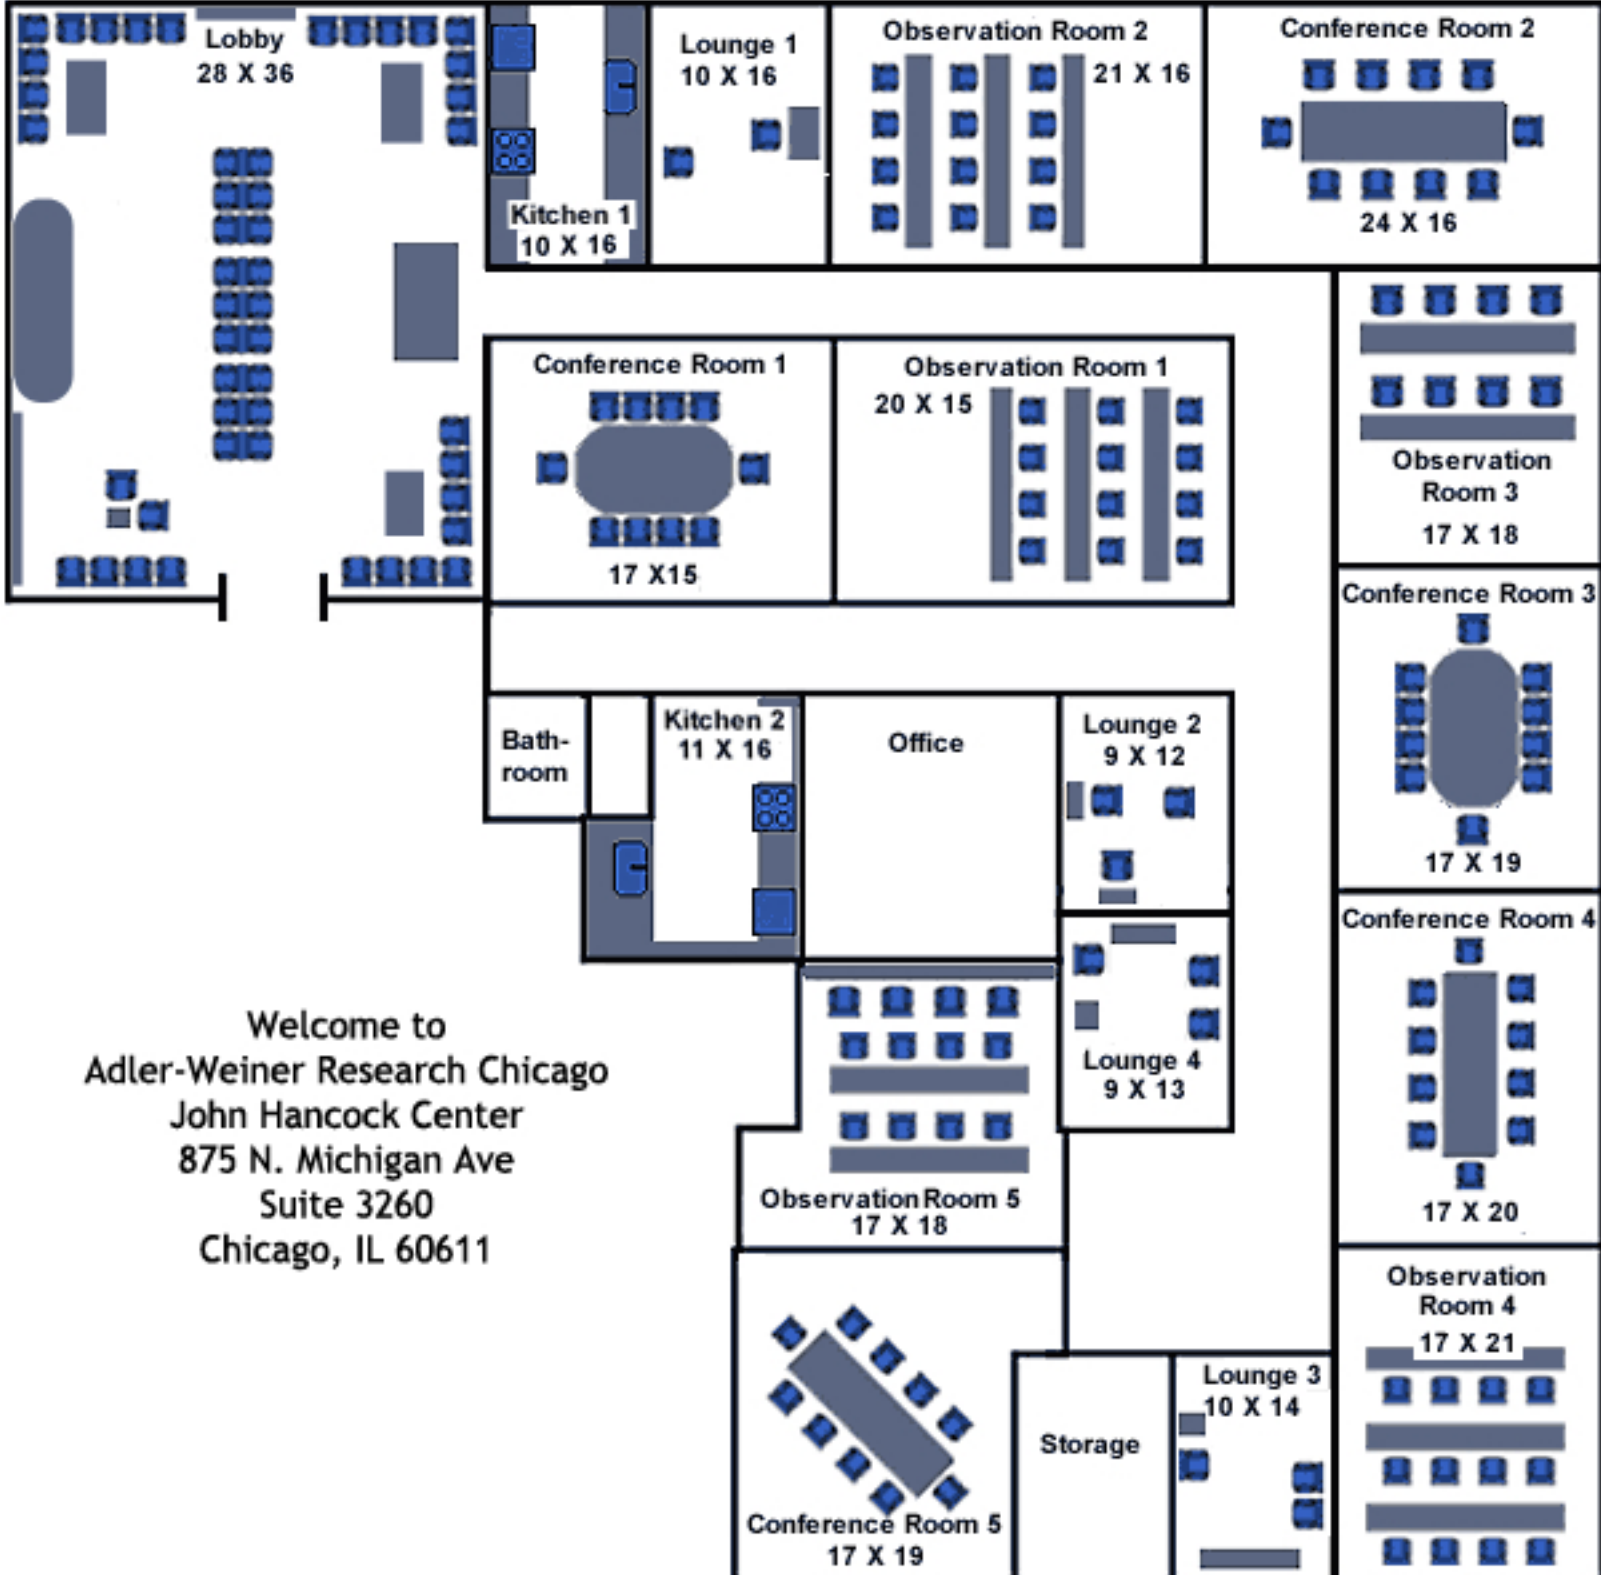 Lobby
28 X 36
Kitchen 1
10 X 16
Lounge 1
10 X 16
Observation Room 2
21 X 16
Conference Room 2
24 X 16
Conference Room 1
17 X15
Observation Room 1
20 X 15
Observation
Room 3
17 X 18
Conference Room 3
17 X 19
Bath-
room
Kitchen 2
11 X 16
Office
Lounge 2
9 X 12
Conference Room 4
17 X 20
Lounge 4
9 X 13
Observation Room 5
17 X 18
Welcome to
Adler-Weiner Research Chicago
John Hancock Center
875 N. Michigan Ave
Suite 3260
Chicago, IL 60611
Observation
Room 4
17 X 21
Lounge 3
10 X 14
Storage
Conference Room 5
17 X 19